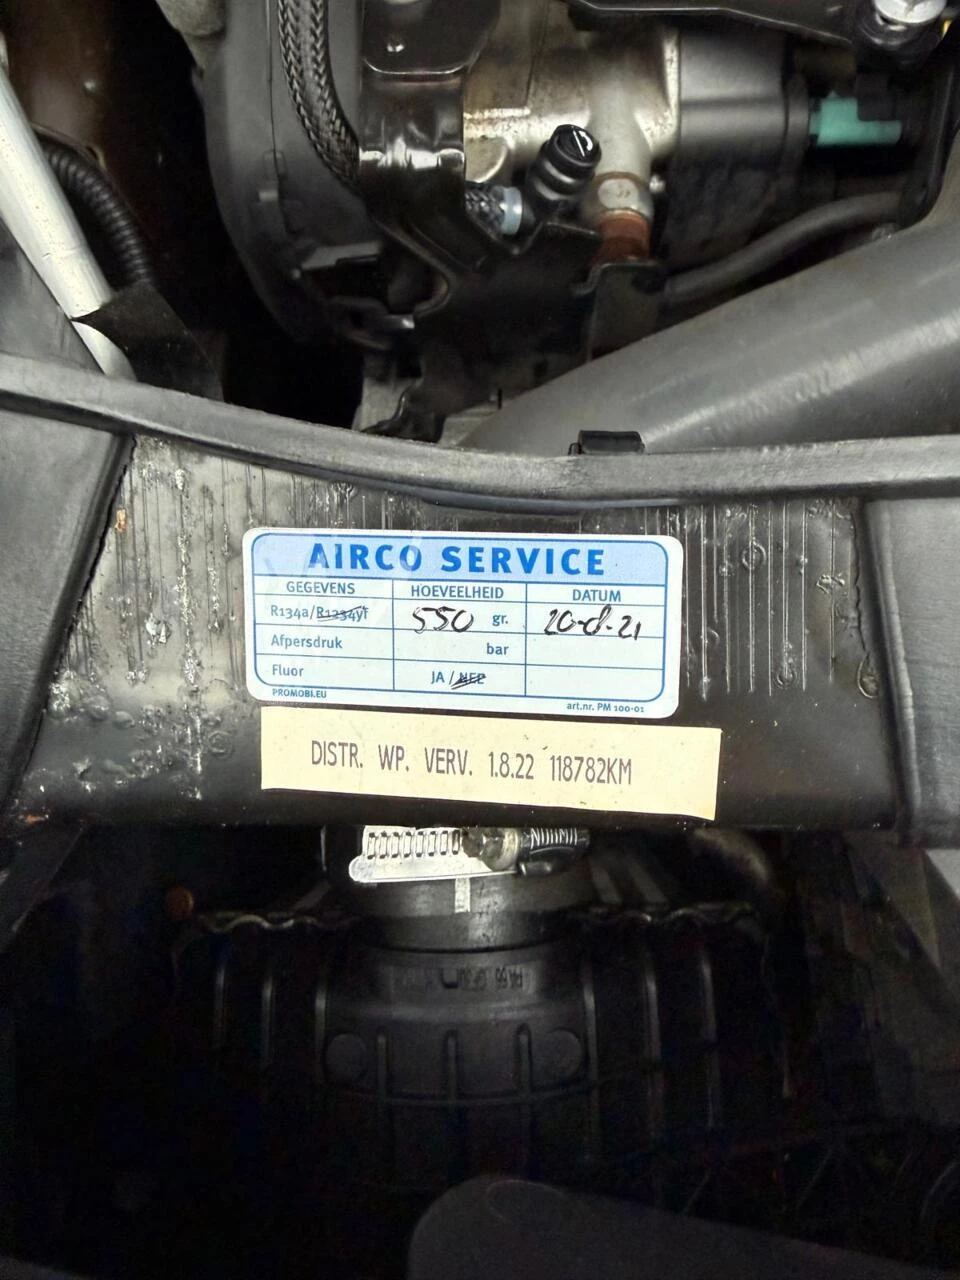 AIRCO SERVICE
GEGEVENS HOEVEELHEID DATUM
R134a/R1234yf 550 gr. 20-8-21
Afpersdruk bar
Fluor JA / NEE
PROMOBI.EU art.nr. PM 100-01
DISTR. WP. VERV. 1.8.22 118782KM
NORMA